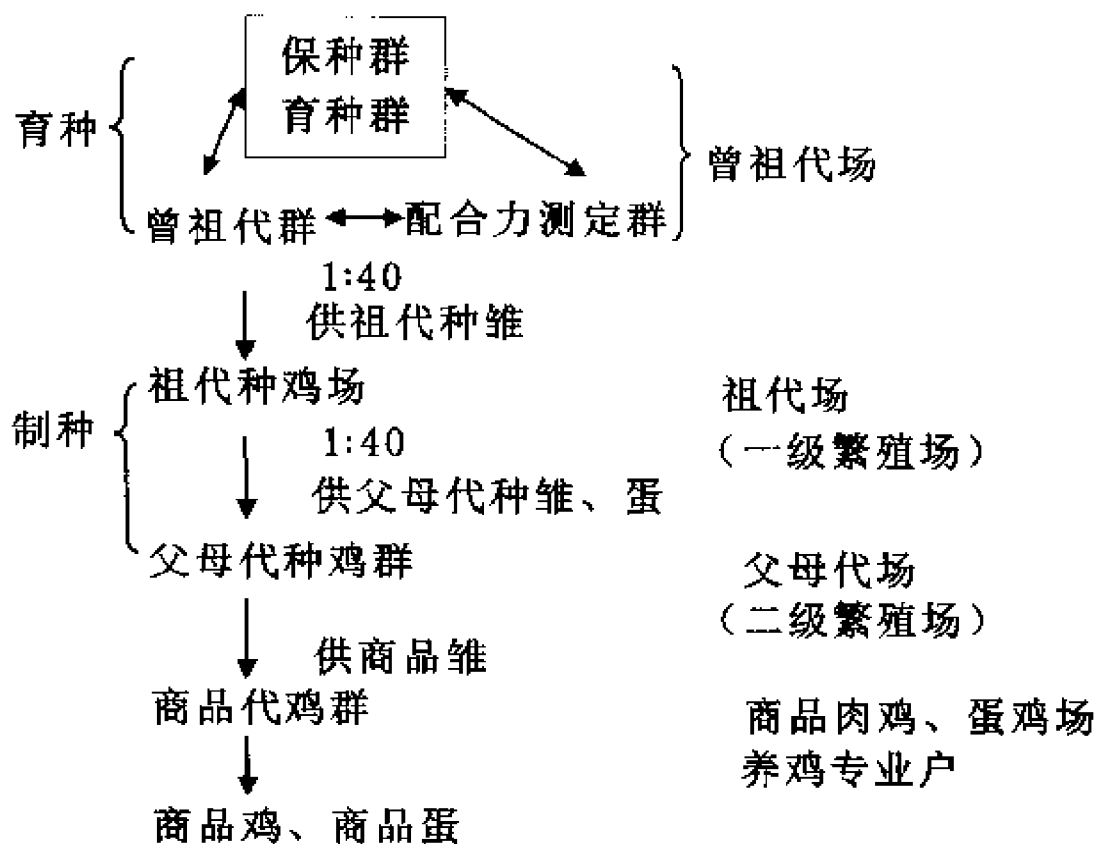 保种群
育种群
育种
曾祖代场
曾祖代群
配合力测定群
1:40
供祖代种雏
祖代种鸡场
祖代场
制种
1:40
（一级繁殖场）
供父母代种雏、蛋
父母代种鸡群
父母代场
（二级繁殖场）
供商品雏
商品代鸡群
商品肉鸡、蛋鸡场
养鸡专业户
商品鸡、商品蛋